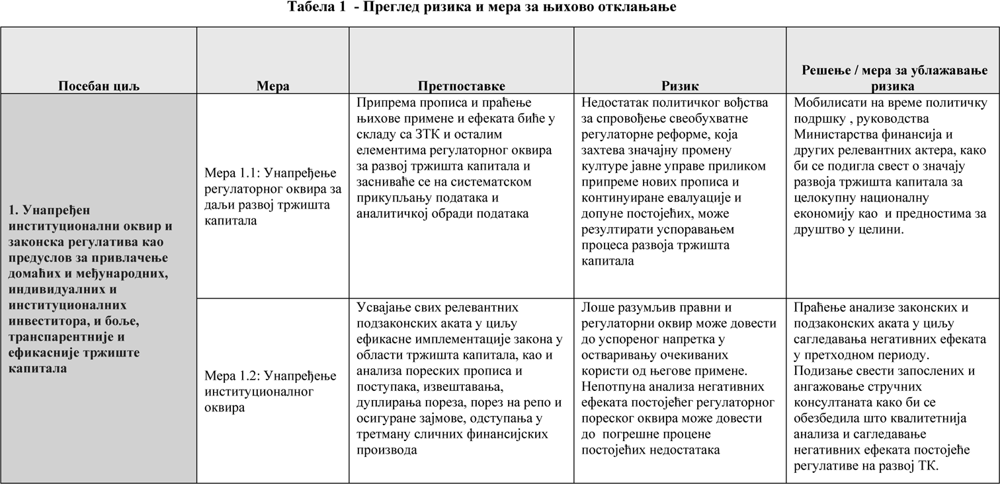 Табела 1 - Преглед ризика и мера за њихово отклањање
Посебан циљ
Мера
Претпоставке
Ризик
Решење / мера за ублажавање
ризика
1. Унапређен
институционални оквир и
законска регулатива као
предуслов за привлачење
домаћих и међународних,
индивидуалних и
институционалних
инвеститора, и боље,
транспарентније и
ефикасније тржиште
капитала
Мера 1.1: Унапређење
регулаторног оквира за
даљи развој тржишта
капитала
Припрема прописа и праћење
њихове примене и ефеката биће у
складу са ЗТК и осталим
елементима регулаторног оквира
за развој тржишта капитала и
засниваће се на систематском
прикупљању података и
аналитичкој обради података
Недостатак политичког вођства
за спровођење свеобухватне
регулаторне реформе, која
захтева значајну промену
културе јавне управе приликом
припреме нових прописа и
континуиране евалуације и
допуне постојећих, може
резултирати успоравањем
процеса развоја тржишта
капитала
Мобилисати на време политичку
подршку , руководства
Министарства финансија и
других релевантних актера, како
би се подигла свест о значају
развоја тржишта капитала за
целокупну националну
економију као и предностима за
друштво у целини.
Мера 1.2: Унапређење
институционалног
оквира
Усвајање свих релевантних
подзаконских аката у циљу
ефикасне имплементације закона у
области тржишта капитала, као и
анализа пореских прописа и
поступака, извештавања,
дуплирања пореза, порез на репо и
осигуране зајмове, одступања у
третману сличних финансијских
производа
Лоше разумљив правни и
регулаторни оквир може довести
до успореног напретка у
остваривању очекиваних
користи од његове примене.
Непотпуна анализа негативних
ефеката постојећег регулаторног
пореског оквира може довести
до погрешне процене
постојећих недостатака
Праћење анализе законских и
подзаконских аката у циљу
сагледавања негативних ефеката
у претходном периоду.
Подизање свести запослених и
ангажовање стручних
консултаната како би се
обезбедила што квалитетнија
анализа и сагледавање
негативних ефеката постојеће
регулативе на развој ТК.